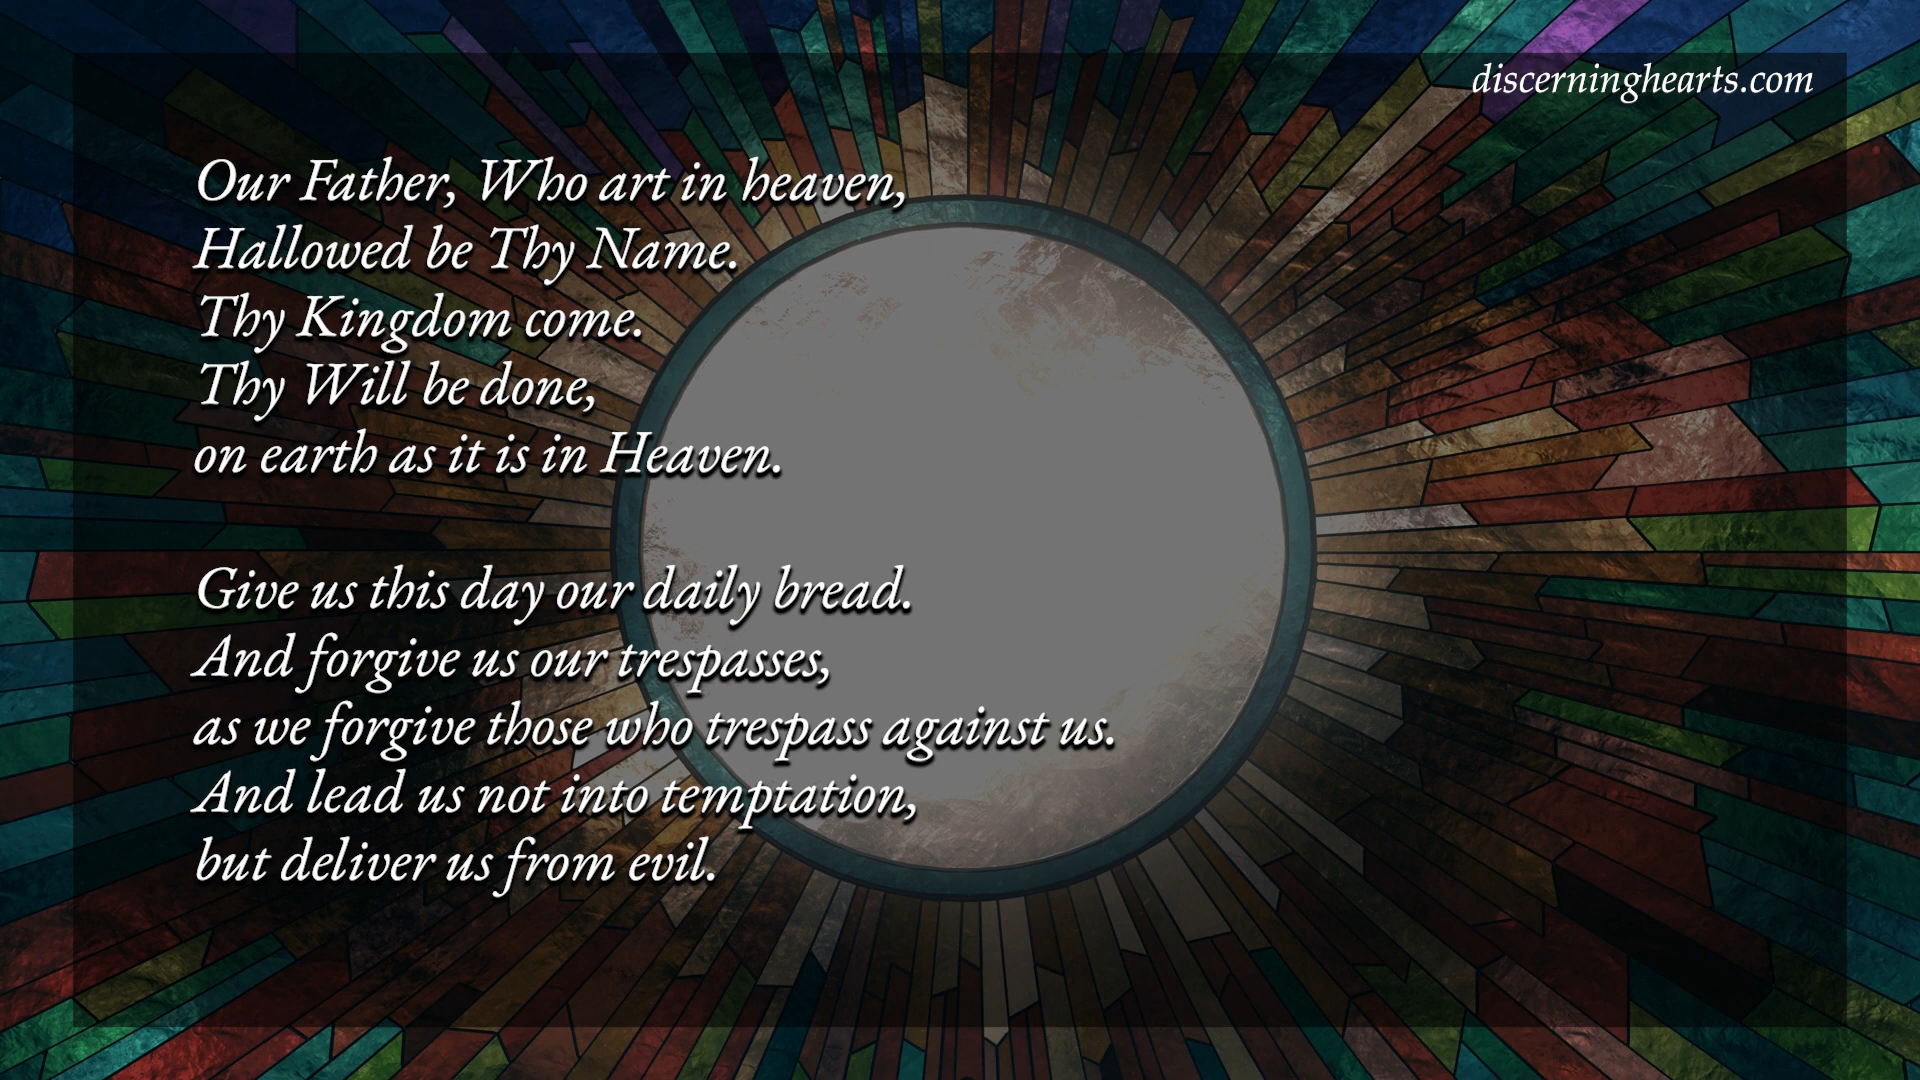 discerninghearts.com
Our Father, Who art in heaven,
Hallowed be Thy Name.
Thy Kingdom come.
Thy Will be done,
on earth as it is in Heaven.
Give us this day our daily bread.
And forgive us our trespasses,
as we forgive those who trespass against us.
And lead us not into temptation,
but deliver us from evil.